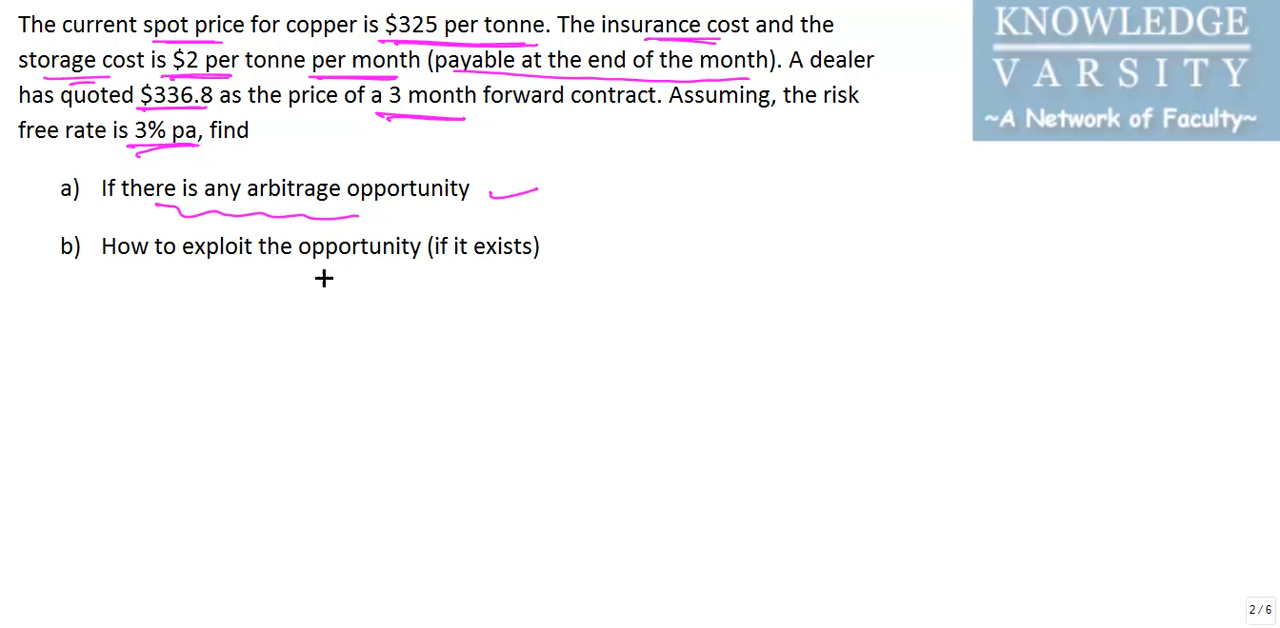 The current spot price for copper is $325 per tonne. The insurance cost and the
storage cost is $2 per tonne per month (payable at the end of the month). A dealer
has quoted $336.8 as the price of a 3 month forward contract. Assuming, the risk
free rate is 3% pa, find
a) If there is any arbitrage opportunity
b) How to exploit the opportunity (if it exists)
KNOWLEDGE
VARSITY
~A Network of Faculty~
2 / 6